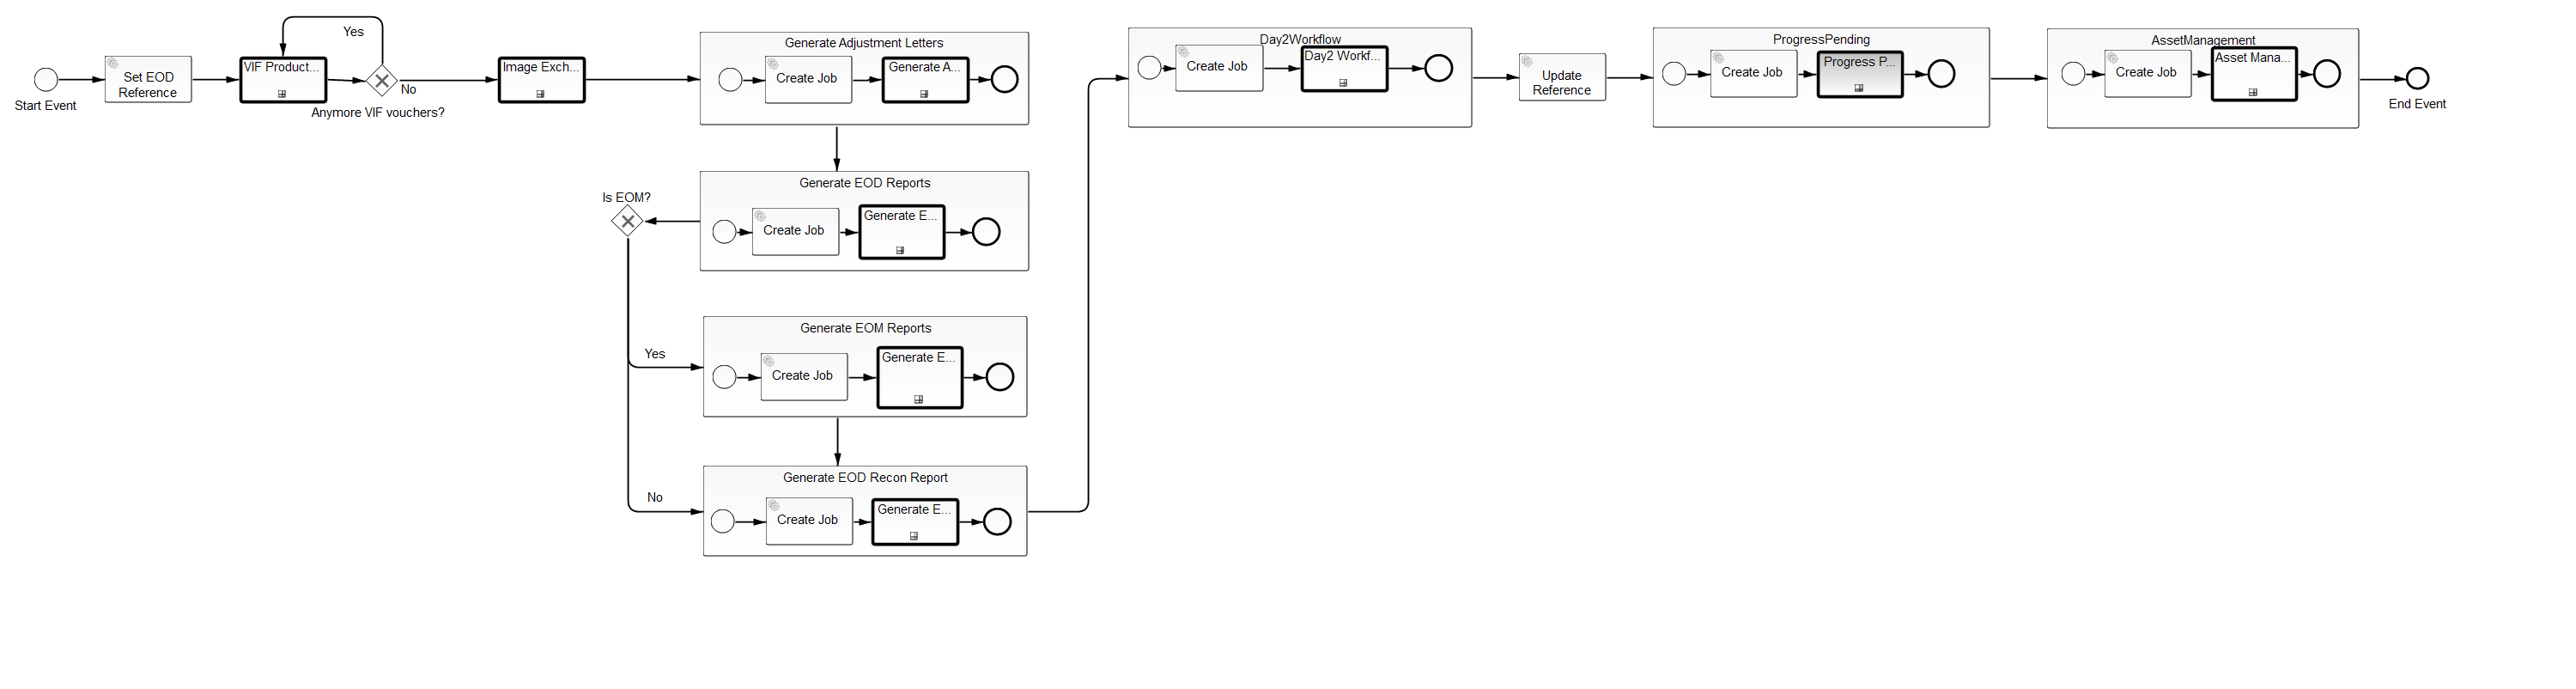 Start Event
Set EOD
Reference
VIF Product...
Yes
No
Anymore VIF vouchers?
Image Exch...
Generate Adjustment Letters
Create Job
Generate A...
Generate EOD Reports
Create Job
Generate E...
Is EOM?
Yes
No
Generate EOM Reports
Create Job
Generate E...
Generate EOD Recon Report
Create Job
Generate E...
Day2Workflow
Create Job
Day2 Workf...
Update
Reference
ProgressPending
Create Job
Progress P...
AssetManagement
Create Job
Asset Mana...
End Event